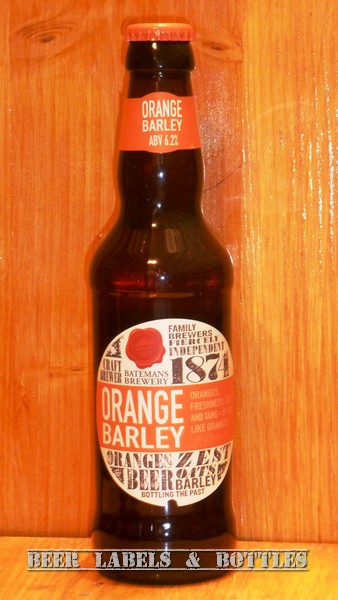 ORANGE
BARLEY
ABV 6.2%
FAMILY
BREWERS
FIERCELY
INDEPENDENT
1874
CRAFT
BREWER
BATEMANS
BREWERY
ORANGE
BARLEY
ORANGES
FRESHNESS
AND TANG
LIKE ORANGES
ORANGES ZEST
BEER OATS
BARLEY
BOTTLING THE PAST
BEER LABELS & BOTTLES